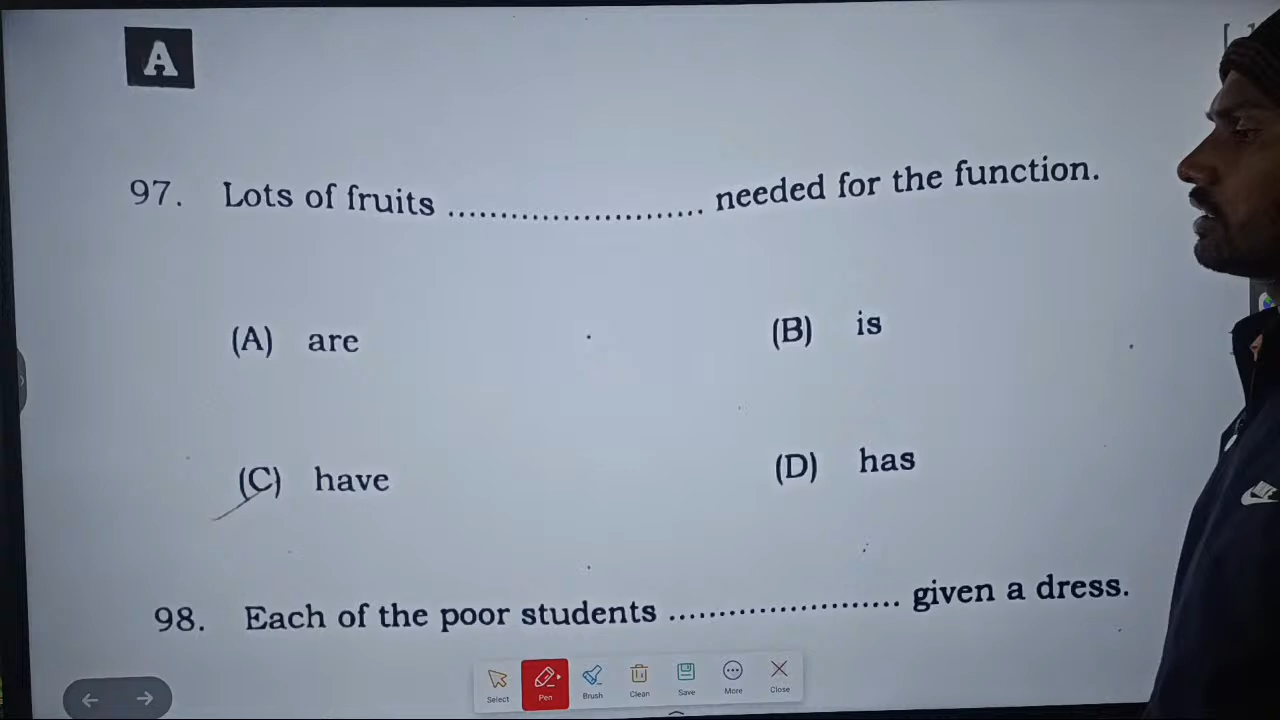 A
97. Lots of fruits ........................ needed for the function.
(A) are (B) is
(C) have (D) has
98. Each of the poor students ....................... given a dress.
Select Pen Brush Clean Save More Close